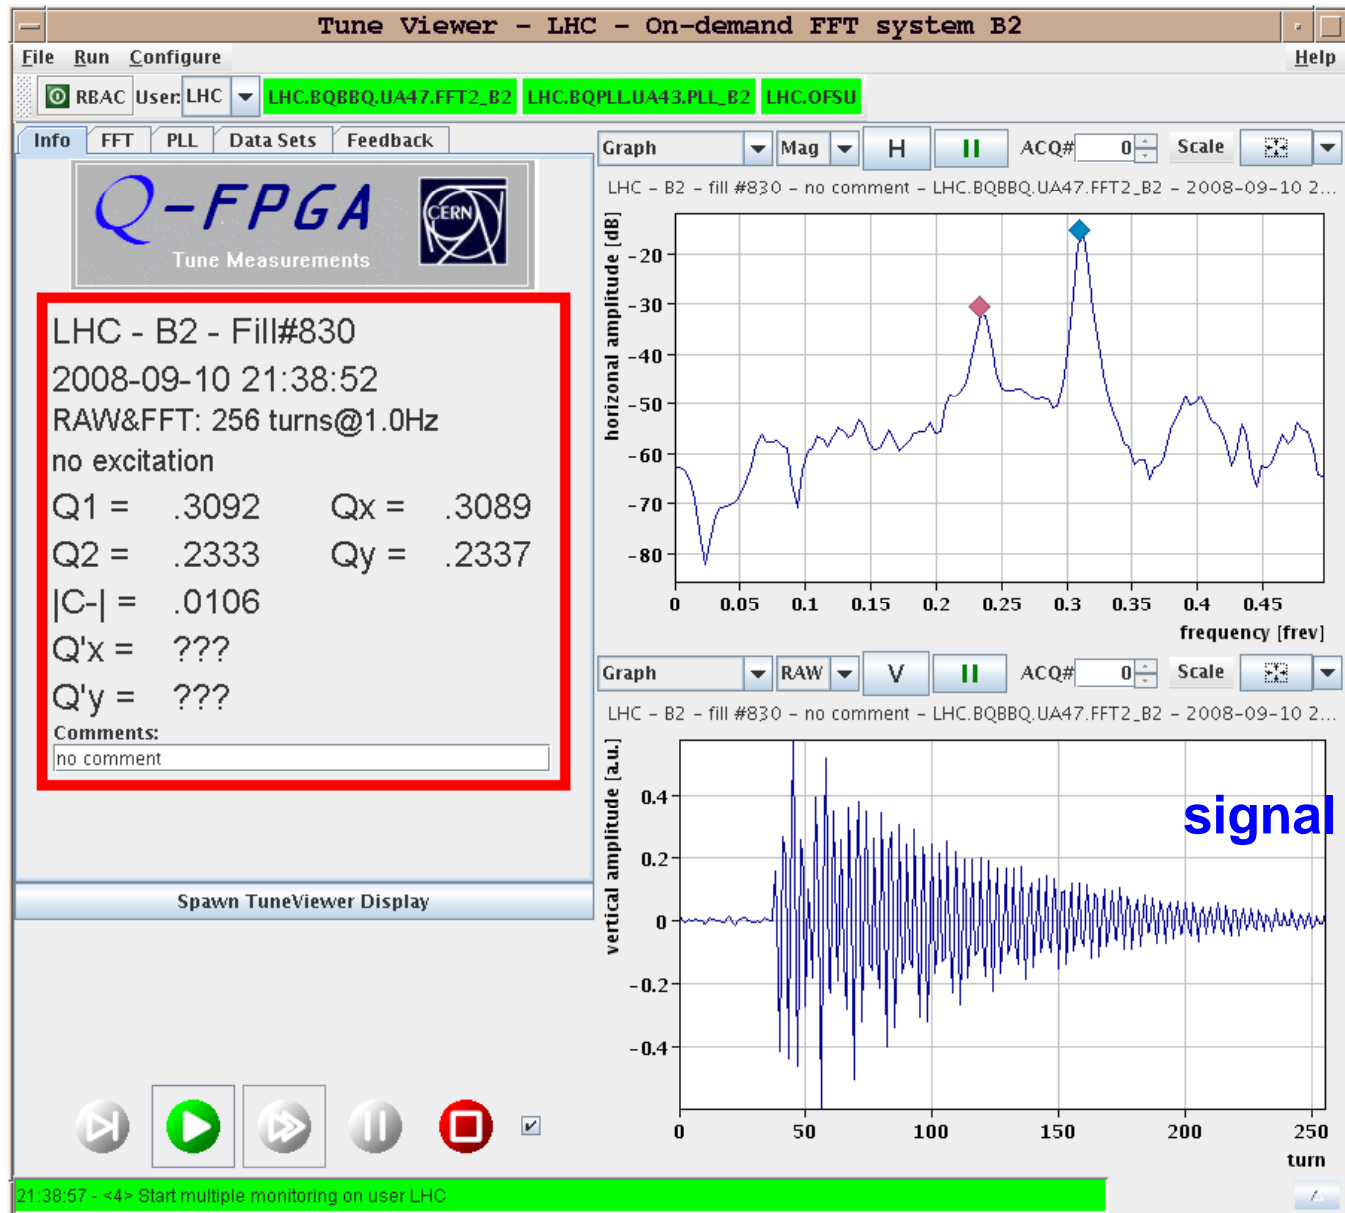 Tune Viewer - LHC - On-demand FFT system B2
File Run Configure Help
RBAC User: LHC LHC.BQBBQ.UA47.FFT2_B2 LHC.BQPLL.UA43.PLL_B2 LHC.OFSU
Info FFT PLL Data Sets Feedback
Q-FPGA
Tune Measurements
CERN
LHC - B2 - Fill#830
2008-09-10 21:38:52
RAW&FFT: 256 turns@1.0Hz
no excitation
Q1 = .3092 Qx = .3089
Q2 = .2333 Qy = .2337
|C-| = .0106
Q'x = ???
Q'y = ???
Comments:
no comment
Spawn TuneViewer Display
Graph Mag H ACQ# 0 Scale
LHC - B2 - fill #830 - no comment - LHC.BQBBQ.UA47.FFT2_B2 - 2008-09-10 2...
horizonal amplitude [dB]
-20
-30
-40
-50
-60
-70
-80
0 0.05 0.1 0.15 0.2 0.25 0.3 0.35 0.4 0.45
frequency [frev]
Graph RAW V ACQ# 0 Scale
LHC - B2 - fill #830 - no comment - LHC.BQBBQ.UA47.FFT2_B2 - 2008-09-10 2...
vertical amplitude [a.u.]
0.4
0.2
0
-0.2
-0.4
signal
0 50 100 150 200 250
turn
21:38:57 - <4> Start multiple monitoring on user LHC